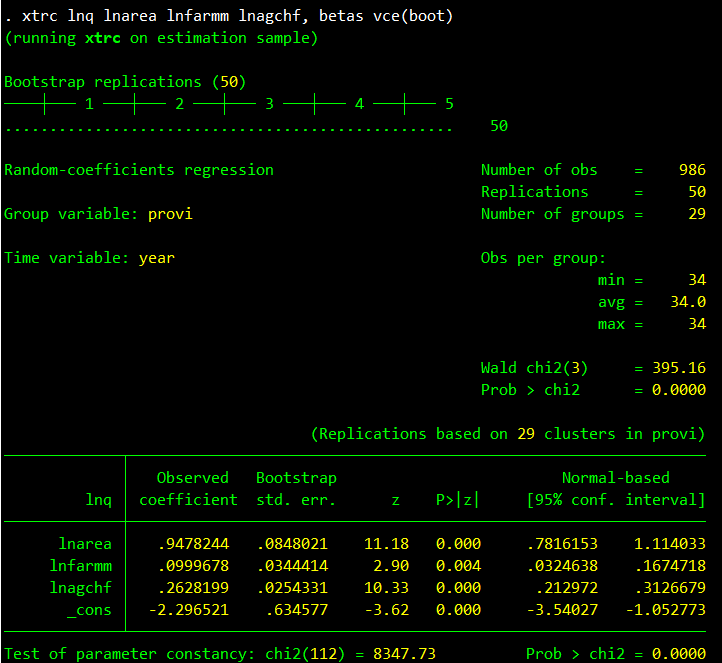 . xtrc lnq lnarea lnfarmm lnagchf, betas vce(boot)
(running xtrc on estimation sample)
Bootstrap replications (50)
1 2 3 4 5
.................................................. 50
Random-coefficients regression Number of obs = 986
Replications = 50
Group variable: provi Number of groups = 29
Time variable: year Obs per group:
min = 34
avg = 34.0
max = 34
Wald chi2(3) = 395.16
Prob > chi2 = 0.0000
(Replications based on 29 clusters in provi)
Observed Bootstrap Normal-based
lnq coefficient std. err. z P>|z| [95% conf. interval]
lnarea .9478244 .0848021 11.18 0.000 .7816153 1.114033
lnfarmm .0999678 .0344414 2.90 0.004 .0324638 .1674718
lnagchf .2628199 .0254331 10.33 0.000 .212972 .3126679
_cons -2.296521 .634577 -3.62 0.000 -3.54027 -1.052773
Test of parameter constancy: chi2(112) = 8347.73 Prob > chi2 = 0.0000